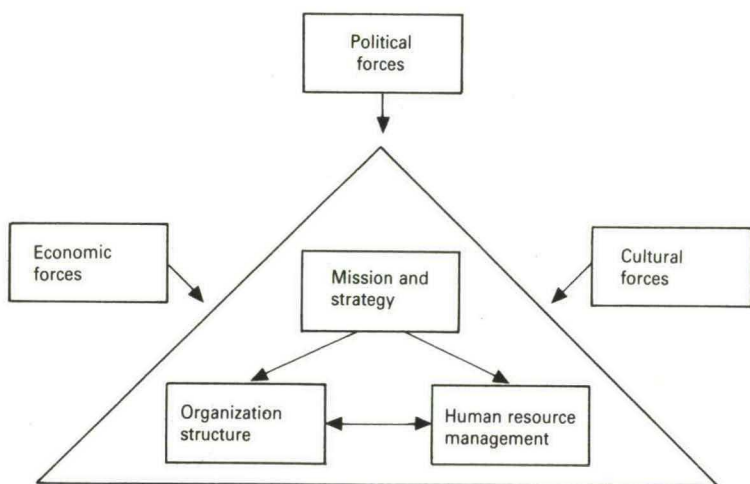 Political
forces
Economic
forces
Cultural
forces
Mission and
strategy
Organization
structure
Human resource
management